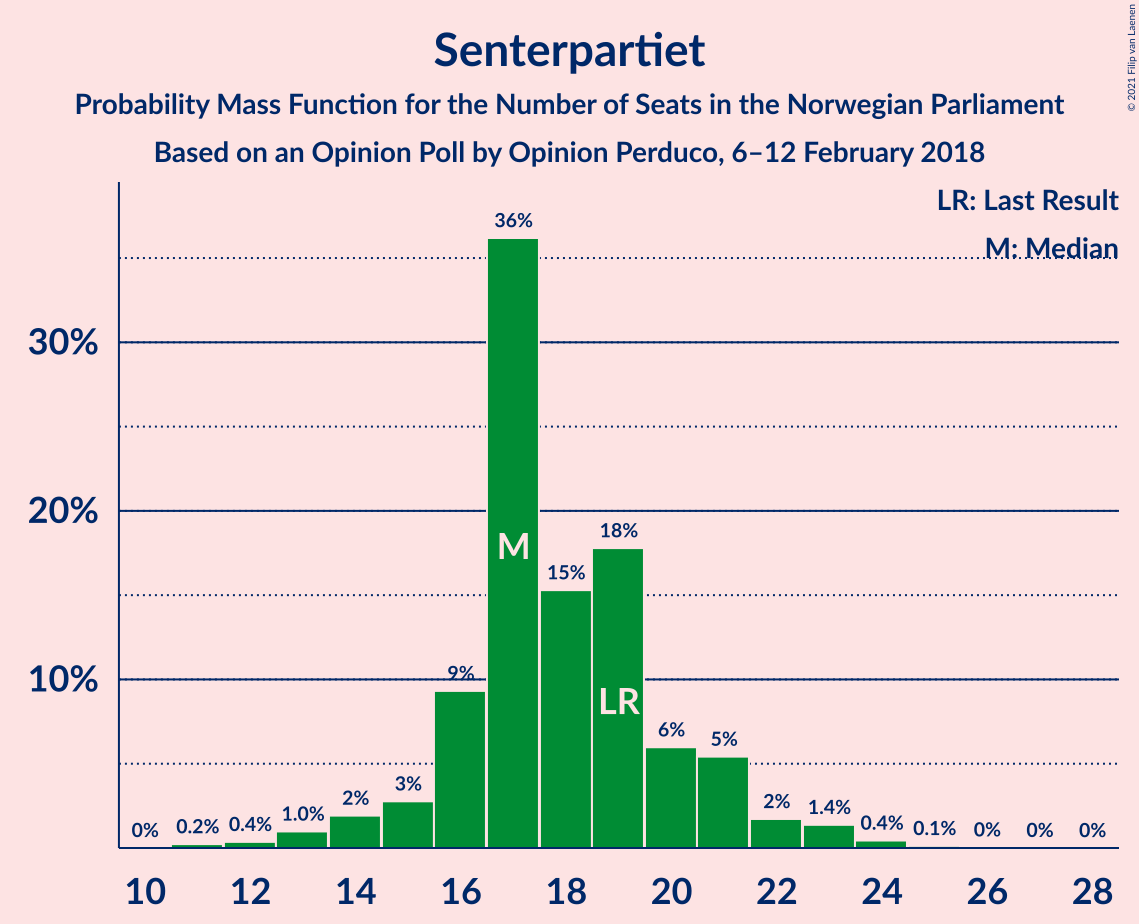 © 2021 Filip van Laenen
Senterpartiet
Probability Mass Function for the Number of Seats in the Norwegian Parliament
Based on an Opinion Poll by Opinion Perduco, 6–12 February 2018
LR: Last Result
M: Median
30%
20%
10%
0%
0.2%
0.4%
1.0%
2%
3%
9%
36%
15%
18%
6%
5%
2%
1.4%
0.4%
0.1%
0%
0%
0%
M
LR
10 12 14 16 18 20 22 24 26 28